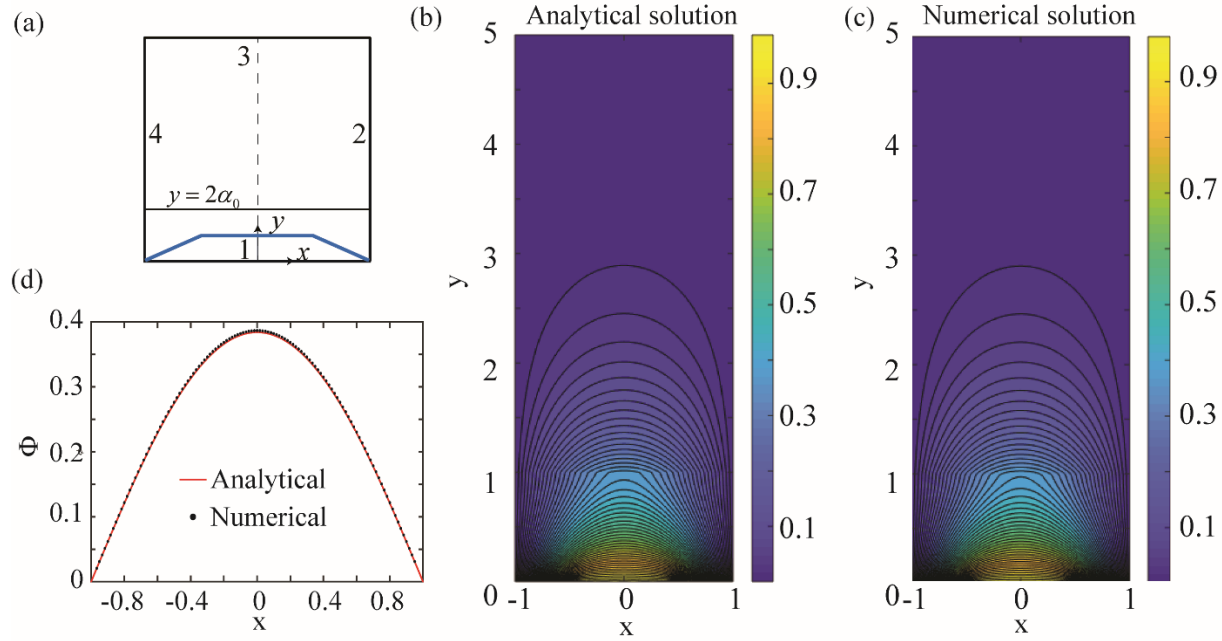 (a)
3
4
2
y = 2α₀
y
1
x
(b)
Analytical solution
5
4
3
2
1
0
y
-1
0
1
x
0.9
0.7
0.5
0.3
0.1
(c)
Numerical solution
5
4
3
2
1
0
y
-1
0
1
x
0.9
0.7
0.5
0.3
0.1
(d)
0.4
0.3
0.2
0.1
0
Φ
Analytical
Numerical
-0.8 -0.4 0 0.4 0.8
x